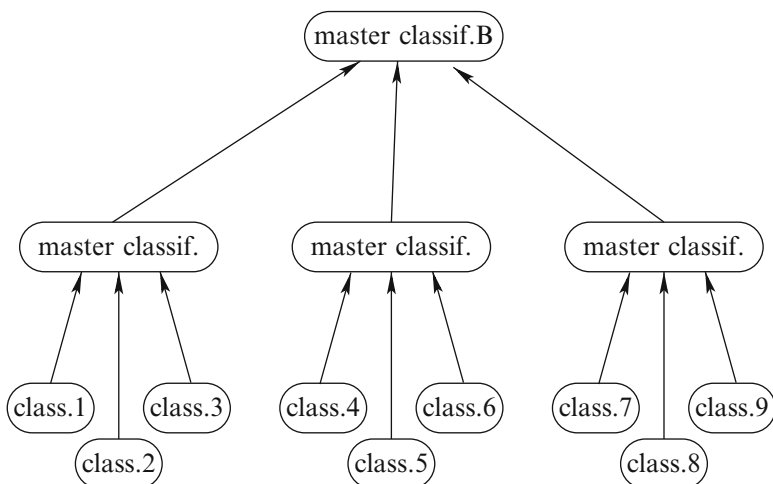 master classif.B
master classif.
master classif.
master classif.
class.1
class.3
class.4
class.6
class.7
class.9
class.2
class.5
class.8